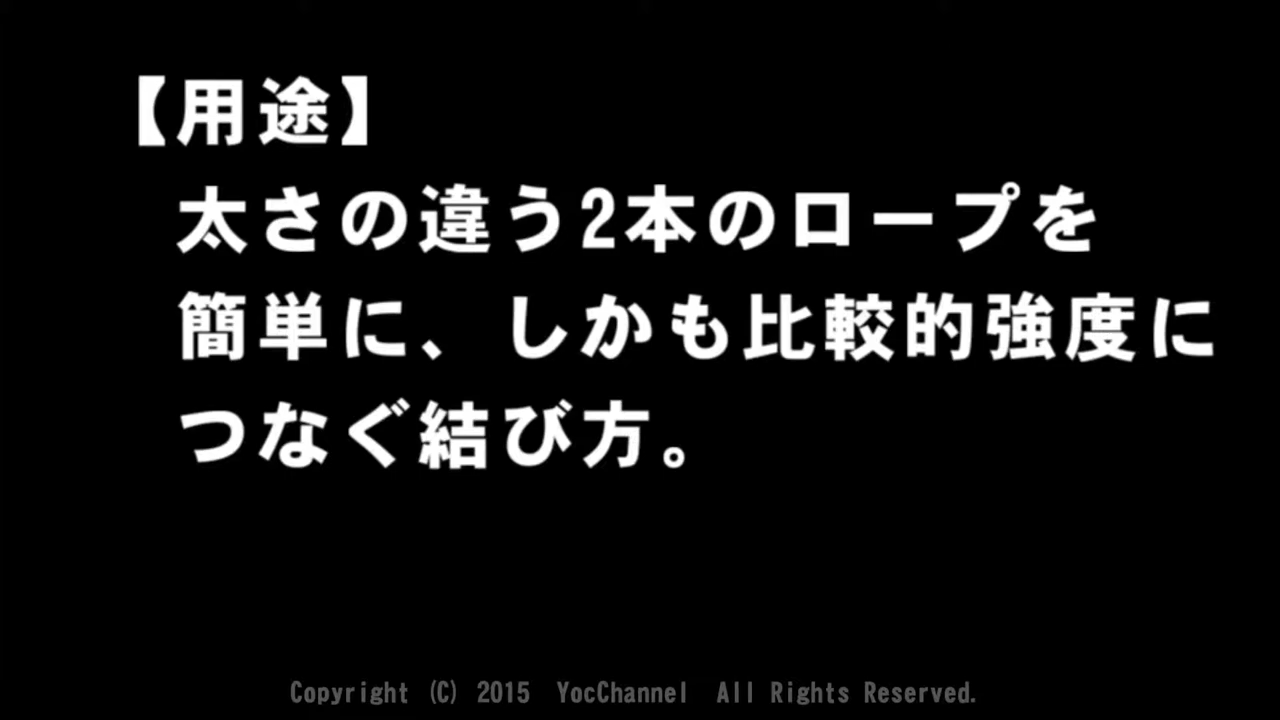 【用途】
太さの違う2本のロープを
簡単に、しかも比較的強度に
つなぐ結び方。
Copyright (C) 2015 YocChannel All Rights Reserved.